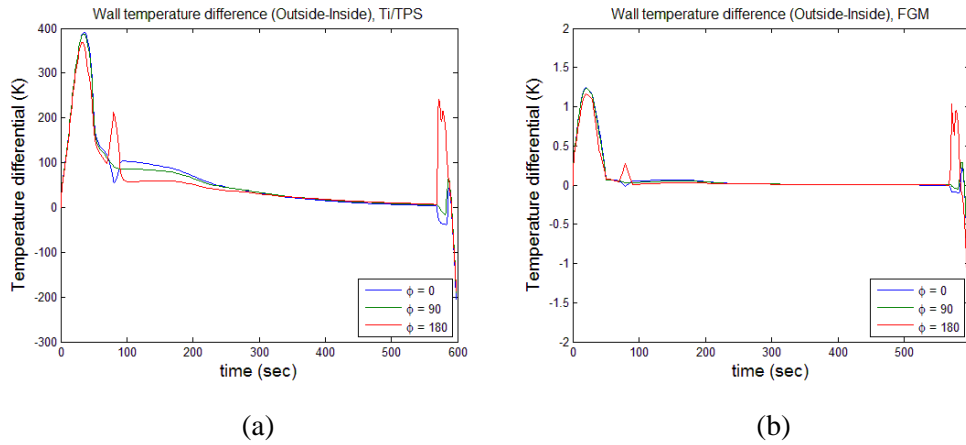 Wall temperature difference (Outside-Inside), Ti/TPS
Temperature differential (K)
400
300
200
100
0
-100
-200
-300
0 100 200 300 400 500 600
time (sec)
ϕ = 0
ϕ = 90
ϕ = 180
(a)
Wall temperature difference (Outside-Inside), FGM
Temperature differential (K)
2
1.5
1
0.5
0
-0.5
-1
-1.5
-2
0 100 200 300 400 500
time (sec)
ϕ = 0
ϕ = 90
ϕ = 180
(b)